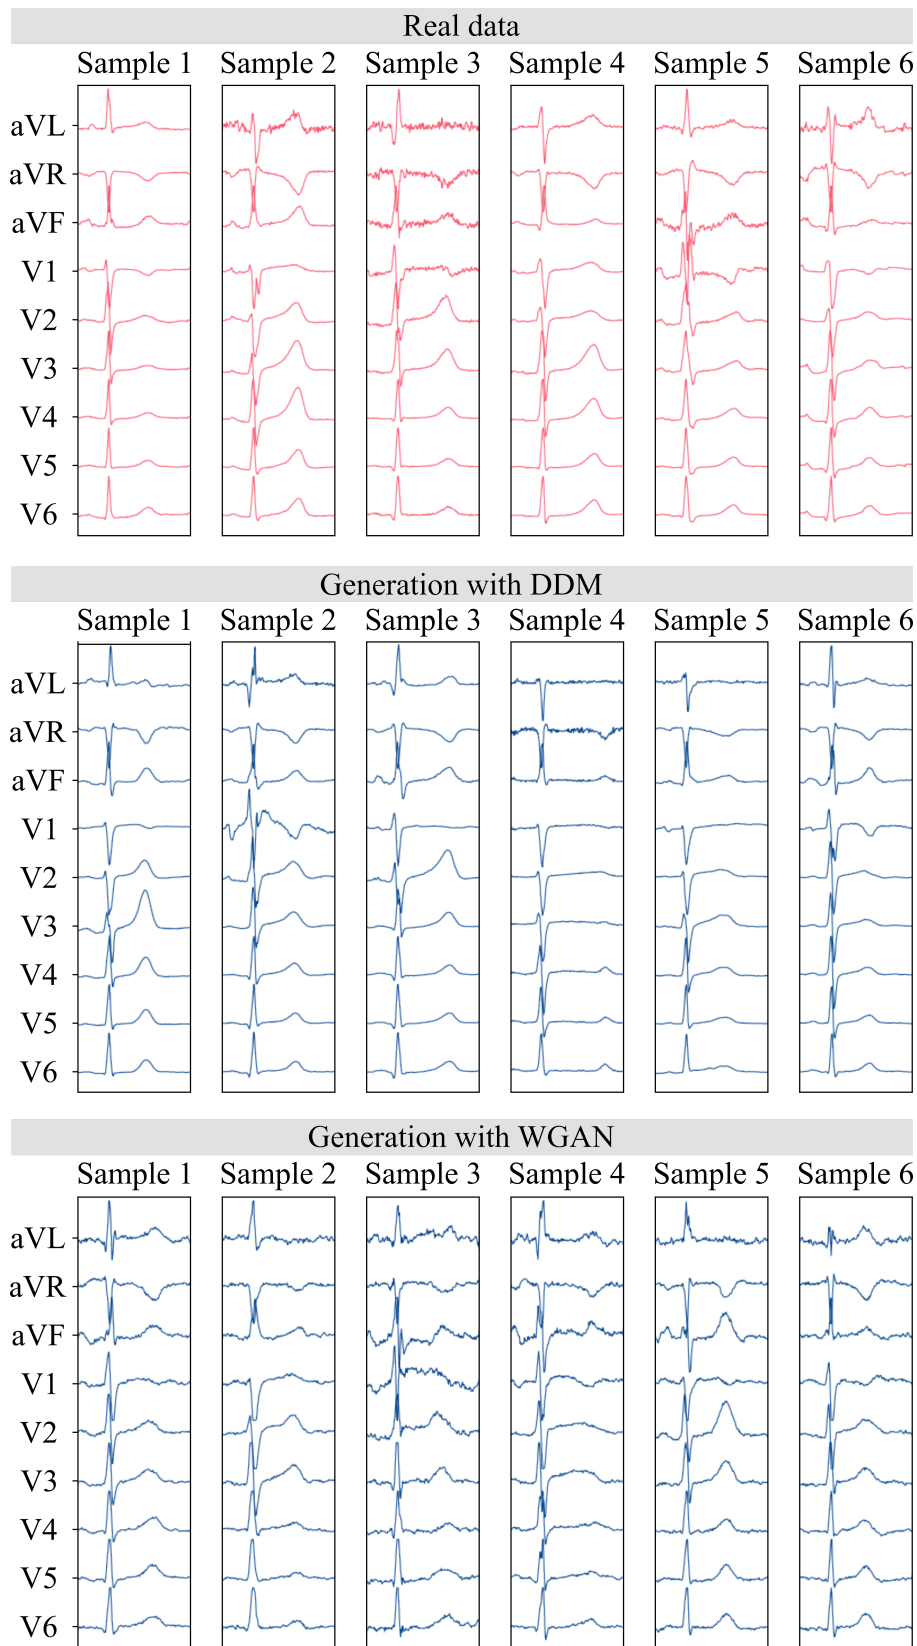 Real data
Sample 1 Sample 2 Sample 3 Sample 4 Sample 5 Sample 6
aVL
aVR
aVF
V1
V2
V3
V4
V5
V6
Generation with DDM
Sample 1 Sample 2 Sample 3 Sample 4 Sample 5 Sample 6
aVL
aVR
aVF
V1
V2
V3
V4
V5
V6
Generation with WGAN
Sample 1 Sample 2 Sample 3 Sample 4 Sample 5 Sample 6
aVL
aVR
aVF
V1
V2
V3
V4
V5
V6